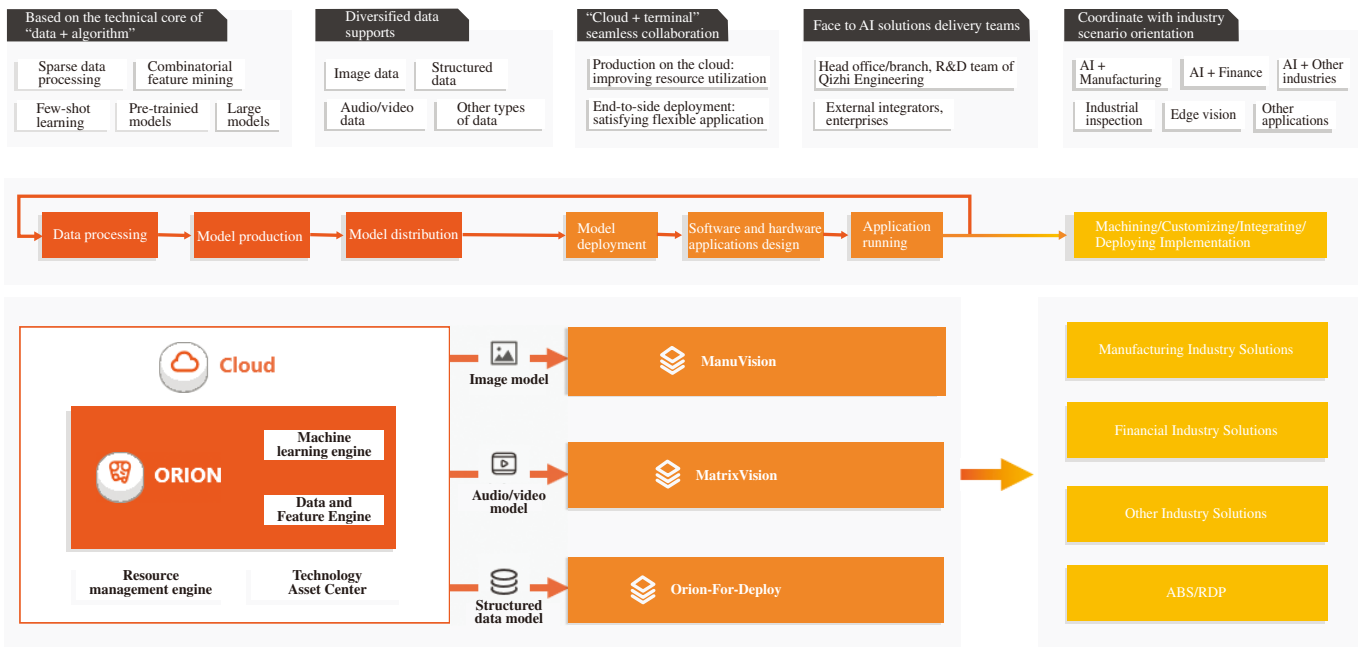 Based on the technical core of
“data + algorithm”
Sparse data
processing
Combinatorial
feature mining
Few-shot
learning
Pre-trainied
models
Large
models
Diversified data
supports
Image data
Structured
data
Audio/video
data
Other types
of data
“Cloud + terminal”
seamless collaboration
Production on the cloud:
improving resource utilization
End-to-side deployment:
satisfying flexible application
Face to AI solutions delivery teams
Head office/branch, R&D team of
Qizhi Engineering
External integrators,
enterprises
Coordinate with industry
scenario orientation
AI +
Manufacturing
AI + Finance
AI + Other
industries
Industrial
inspection
Edge vision
Other
applications
Data processing
Model production
Model distribution
Model
deployment
Software and hardware
applications design
Application
running
Machining/Customizing/Integrating/
Deploying Implementation
Cloud
ORION
Machine
learning engine
Data and
Feature Engine
Resource
management engine
Technology
Asset Center
Image model
Audio/video
model
Structured
data model
ManuVision
MatrixVision
Orion-For-Deploy
Manufacturing Industry Solutions
Financial Industry Solutions
Other Industry Solutions
ABS/RDP